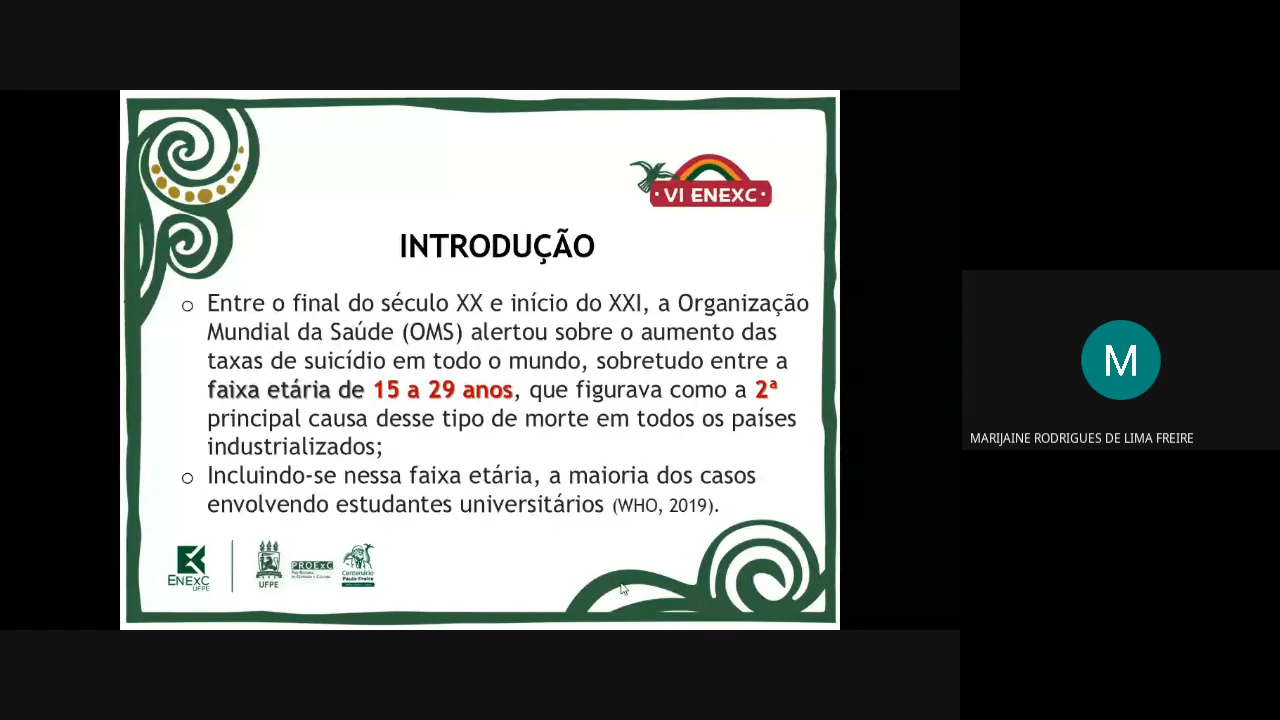 • VI ENEXC •
INTRODUÇÃO
o Entre o final do século XX e início do XXI, a Organização
Mundial da Saúde (OMS) alertou sobre o aumento das
taxas de suicídio em todo o mundo, sobretudo entre a
faixa etária de 15 a 29 anos, que figurava como a 2ª
principal causa desse tipo de morte em todos os países
industrializados;
o Incluindo-se nessa faixa etária, a maioria dos casos
envolvendo estudantes universitários (WHO, 2019).
ENEXC
UFPE
UFPE
PROExC
Centenário
Paulo Freire
M
MARIJAINE RODRIGUES DE LIMA FREIRE